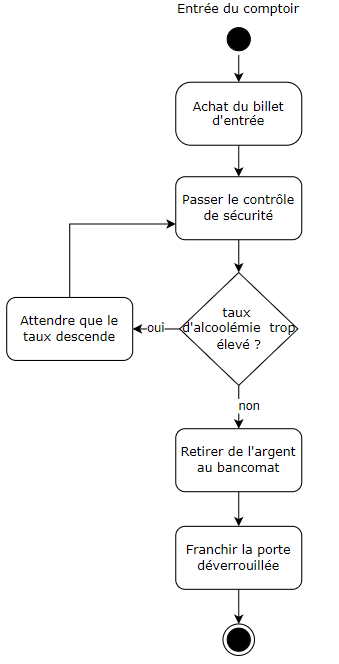 Entrée du comptoir
Achat du billet
d'entrée
Passer le contrôle
de sécurité
taux
d'alcoolémie trop
élevé ?
oui
Attendre que le
taux descende
non
Retirer de l'argent
au bancomat
Franchir la porte
déverrouillée